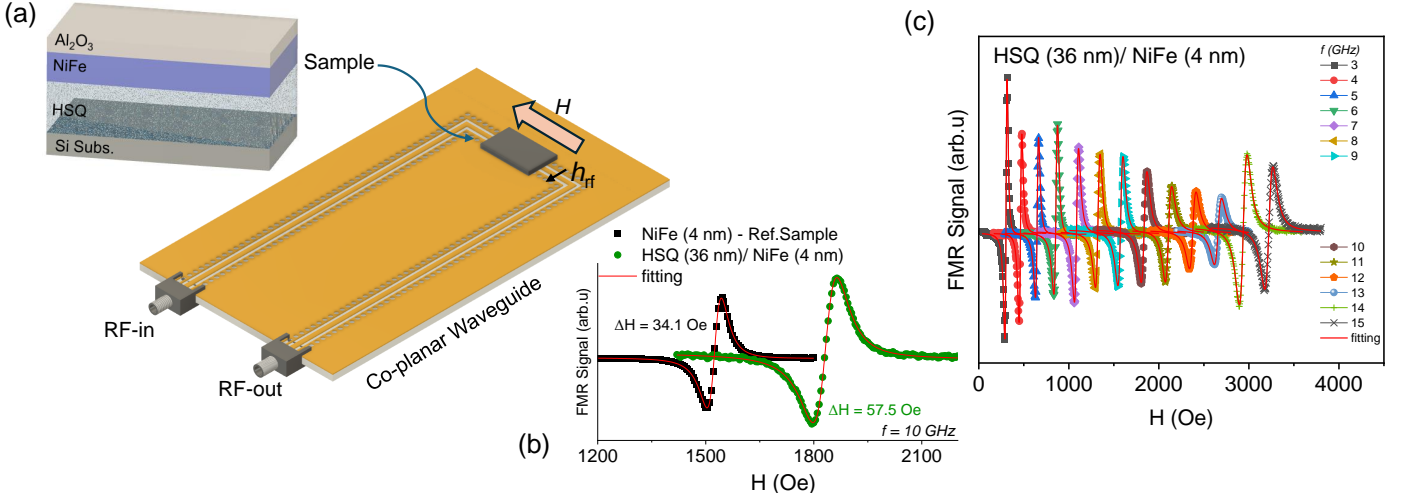 (a)
Al2O3
NiFe
HSQ
Si Subs.
Sample
H
hrf
RF-in
RF-out
Co-planar Waveguide
(b)
NiFe (4 nm) - Ref.Sample
HSQ (36 nm)/ NiFe (4 nm)
fitting
ΔH = 34.1 Oe
ΔH = 57.5 Oe
f = 10 GHz
FMR Signal (arb.u)
1200
1500
1800
2100
H (Oe)
(c)
HSQ (36 nm)/ NiFe (4 nm)
f (GHz)
3
4
5
6
7
8
9
10
11
12
13
14
15
fitting
FMR Signal (arb.u)
0
1000
2000
3000
4000
H (Oe)